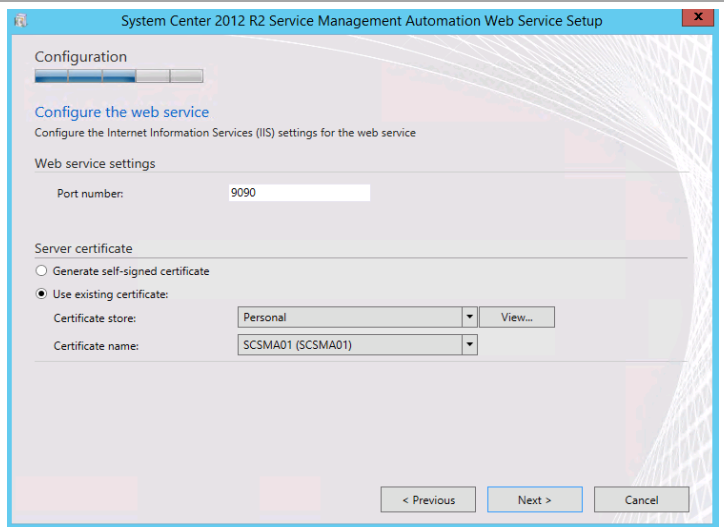 System Center 2012 R2 Service Management Automation Web Service Setup
x
Configuration
Configure the web service
Configure the Internet Information Services (IIS) settings for the web service
Web service settings
Port number: 9090
Server certificate
Generate self-signed certificate
Use existing certificate:
Certificate store: Personal View...
Certificate name: SCSMA01 (SCSMA01)
< Previous Next > Cancel